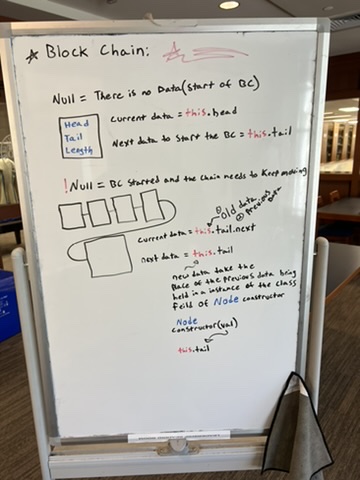 Block Chain:
Null = There is no Data (start of BC)
Head
Tail
Length
current data = this.head
Next data to start the BC = this.tail
!Null = BC started and the chain needs to keep moving
① Old data
② Previous Data
current data = this.tail.next
next data = this.tail
new data take the
place of the previous data being
held in a instance of the class
feild of Node constructor
Node
constructor(val)
this.tail